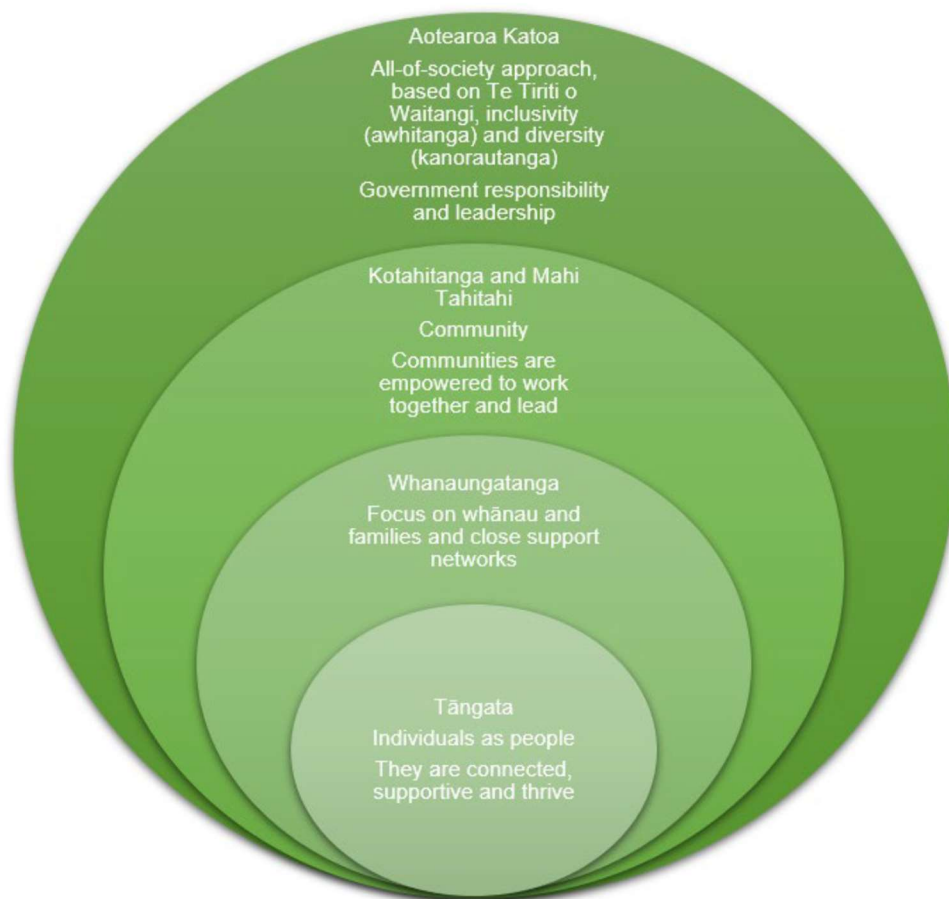 Aotearoa Katoa
All-of-society approach,
based on Te Tiriti o
Waitangi, inclusivity
(awhitanga) and diversity
(kanorautanga)
Government responsibility
and leadership
Kotahitanga and Mahi
Tahitahi
Community
Communities are
empowered to work
together and lead
Whanaungatanga
Focus on whānau and
families and close support
networks
Tāngata
Individuals as people
They are connected,
supportive and thrive